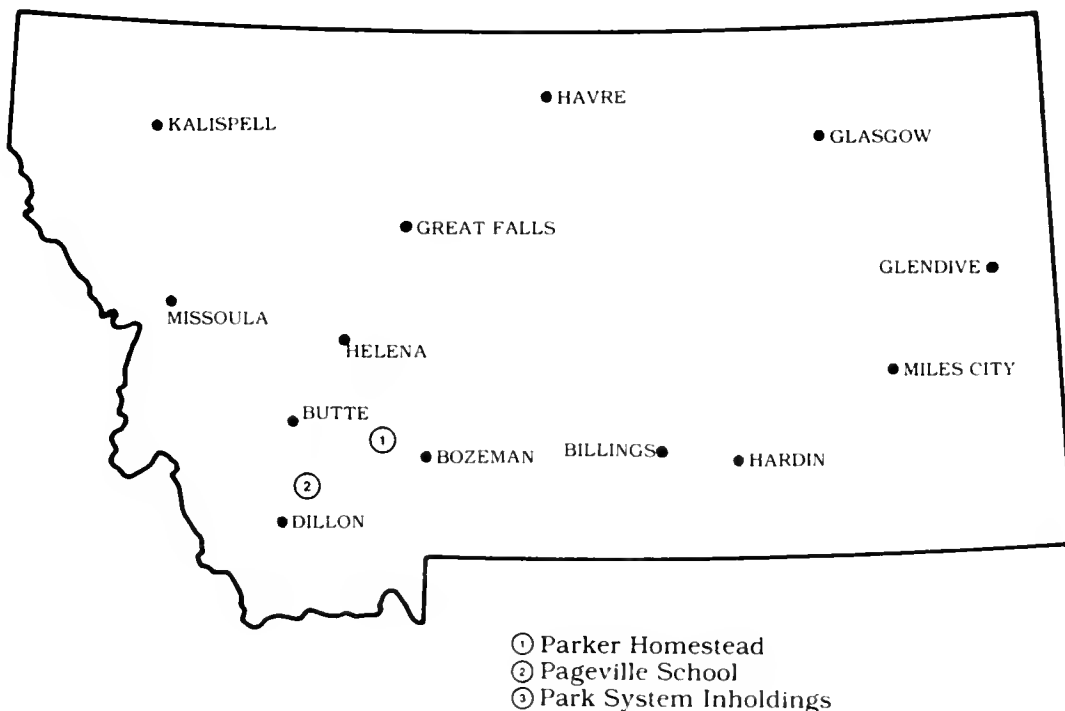 HAVRE
KALISPELL
GLASGOW
GREAT FALLS
GLENDIVE
MISSOULA
HELENA
MILES CITY
BUTTE
1
BOZEMAN
BILLINGS
HARDIN
2
DILLON
① Parker Homestead
② Pageville School
③ Park System Inholdings